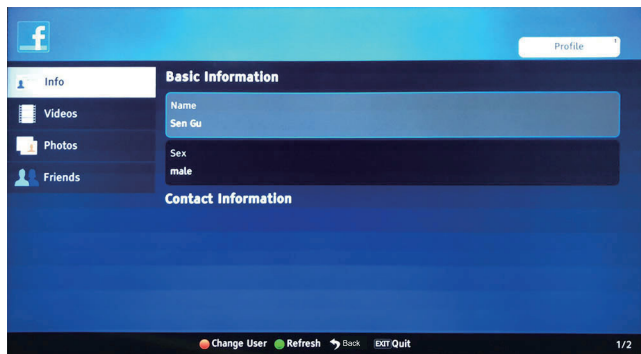 f
Profile
1
Info
Videos
Photos
Friends
Basic Information
Name
Sen Gu
Sex
male
Contact Information
Change User Refresh Back EXIT Quit 1/2